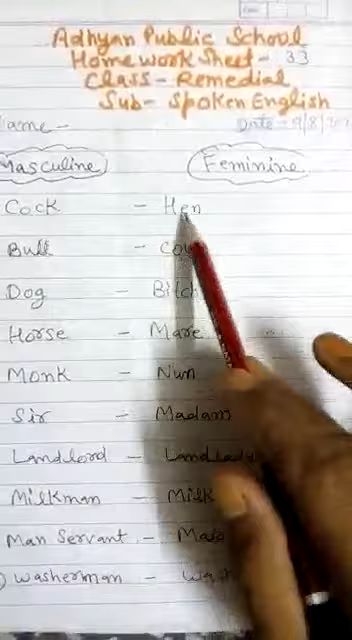 Adhyan Public School
Homework Sheet - 33
Class - Remedial
Sub - Spoken English
Name - Date - 9/8/
Masculine Feminine
Cock - Hen
Bull - Cow
Dog - Bitch
Horse - Mare
Monk - Nun
Sir - Madam
Landlord - Landlady
Milkman - Milk
Man Servant -
Washerman -